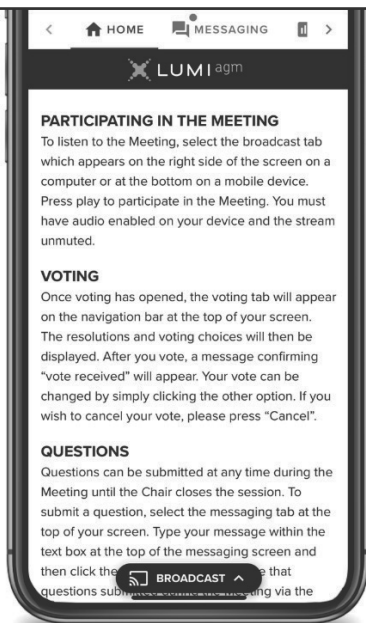 HOME MESSAGING
LUMI agm
PARTICIPATING IN THE MEETING
To listen to the Meeting, select the broadcast tab
which appears on the right side of the screen on a
computer or at the bottom on a mobile device.
Press play to participate in the Meeting. You must
have audio enabled on your device and the stream
unmuted.
VOTING
Once voting has opened, the voting tab will appear
on the navigation bar at the top of your screen.
The resolutions and voting choices will then be
displayed. After you vote, a message confirming
“vote received” will appear. Your vote can be
changed by simply clicking the other option. If you
wish to cancel your vote, please press “Cancel”.
QUESTIONS
Questions can be submitted at any time during the
Meeting until the Chair closes the session. To
submit a question, select the messaging tab at the
top of your screen. Type your message within the
text box at the top of the messaging screen and
then click the that
BROADCAST
questions via the